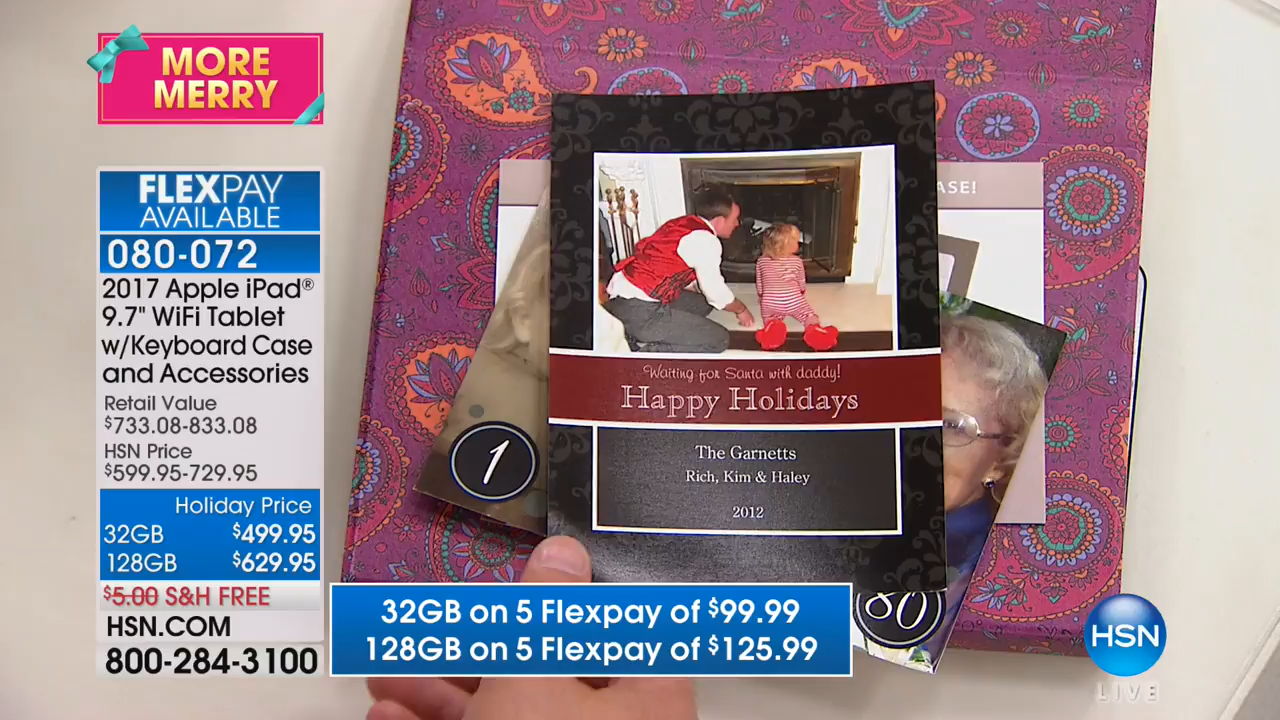 MORE
MERRY
FLEXPAY
AVAILABLE
080-072
2017 Apple iPad®
9.7" WiFi Tablet
w/Keyboard Case
and Accessories
Retail Value
$733.08-833.08
HSN Price
$599.95-729.95
Holiday Price
32GB $499.95
128GB $629.95
$5.00 S&H FREE
HSN.COM
800-284-3100
ASE!
Waiting for Santa with daddy!
Happy Holidays
The Garnetts
Rich, Kim & Haley
2012
1
80
32GB on 5 Flexpay of $99.99
128GB on 5 Flexpay of $125.99
HSN
LIVE